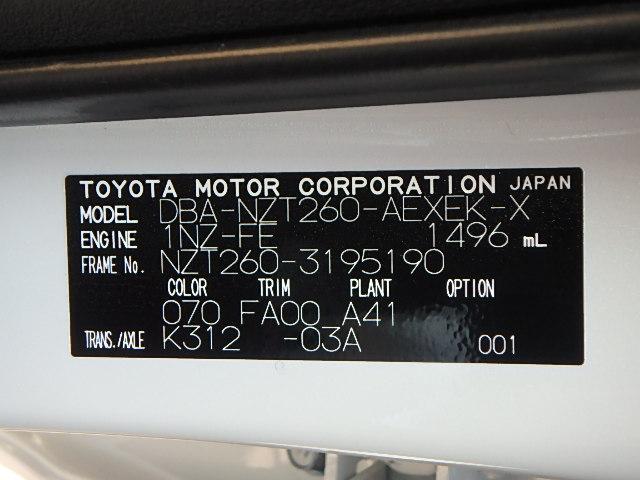 TOYOTA MOTOR CORPORATION JAPAN
MODEL DBA-NZT260-AEXEK-X
ENGINE 1NZ-FE 1496 mL
FRAME No. NZT260-3195190
COLOR TRIM PLANT OPTION
070 FA00 A41
TRANS./AXLE K312 -03A 001